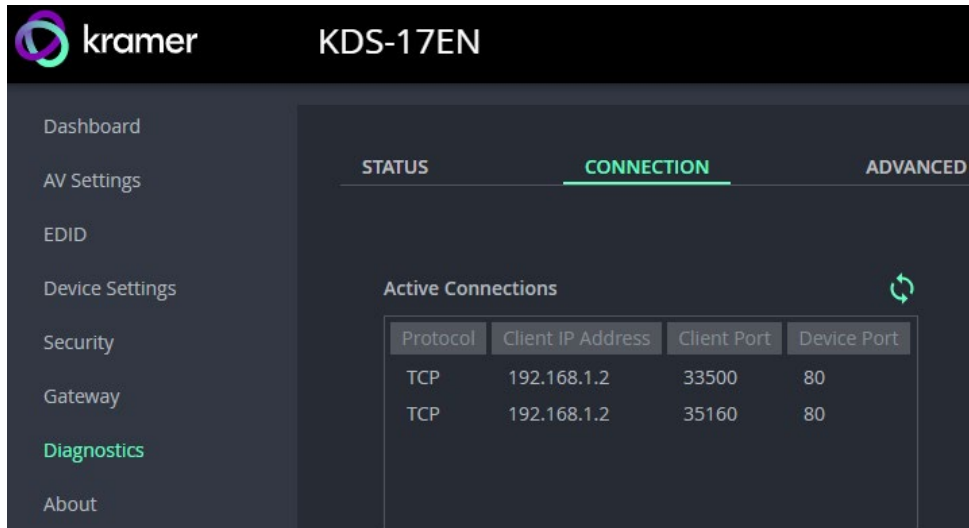 kramer KDS-17EN
Dashboard
AV Settings
EDID
Device Settings
Security
Gateway
Diagnostics
About
STATUS CONNECTION ADVANCED
Active Connections
Protocol Client IP Address Client Port Device Port
TCP 192.168.1.2 33500 80
TCP 192.168.1.2 35160 80